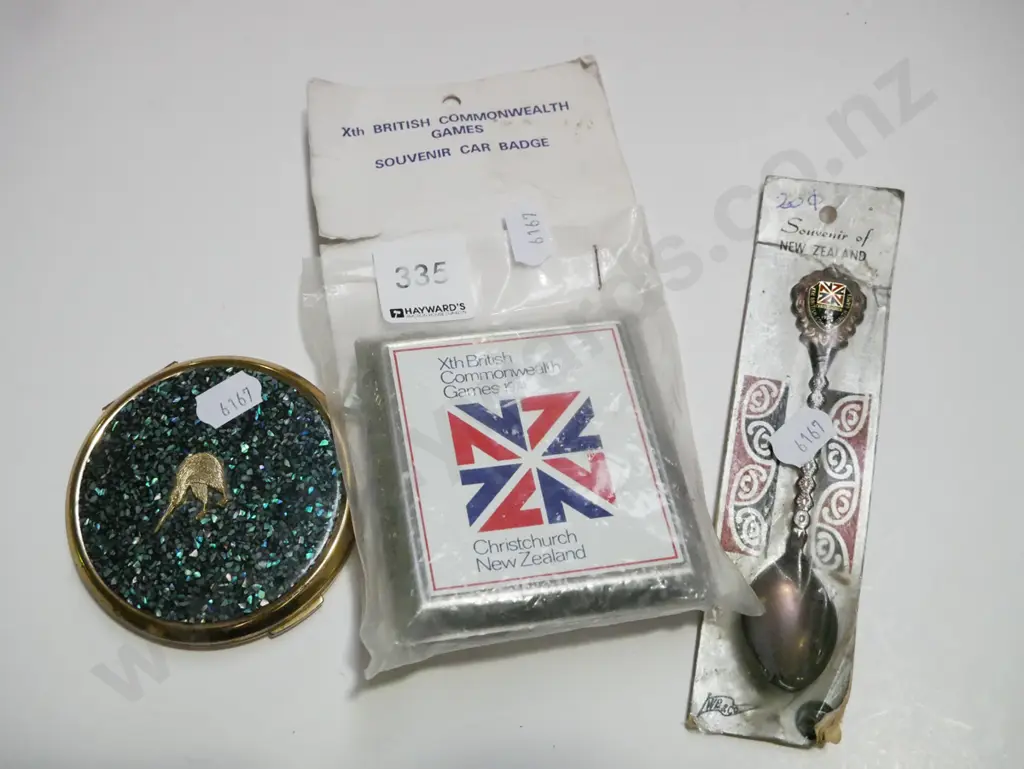 Xth BRITISH COMMONWEALTH
GAMES
SOUVENIR CAR BADGE
6167
335
HAYWARD'S
Xth British
Commonwealth
Games
Christchurch
New Zealand
6167
20¢
Souvenir of
NEW ZEALAND
6167